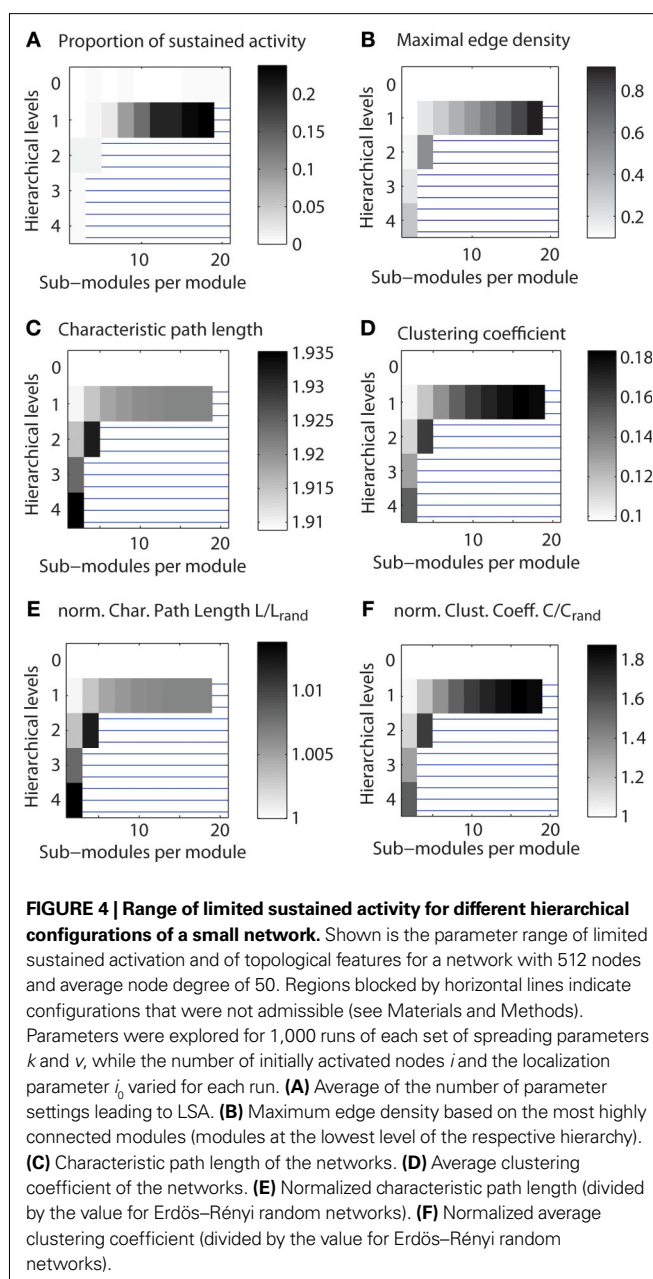 A Proportion of sustained activity
0
1
2
3
4
Hierarchical levels
10 20
Sub−modules per module
0.2
0.15
0.1
0.05
0
B Maximal edge density
0
1
2
3
4
Hierarchical levels
10 20
Sub−modules per module
0.8
0.6
0.4
0.2
C Characteristic path length
0
1
2
3
4
Hierarchical levels
10 20
Sub−modules per module
1.935
1.93
1.925
1.92
1.915
1.91
D Clustering coefficient
0
1
2
3
4
Hierarchical levels
10 20
Sub−modules per module
0.18
0.16
0.14
0.12
0.1
E norm. Char. Path Length L/Lrand
0
1
2
3
4
Hierarchical levels
10 20
Sub−modules per module
1.01
1.005
1
F norm. Clust. Coeff. C/Crand
0
1
2
3
4
Hierarchical levels
10 20
Sub−modules per module
1.8
1.6
1.4
1.2
1
FIGURE 4 | Range of limited sustained activity for different hierarchical
configurations of a small network. Shown is the parameter range of limited
sustained activation and of topological features for a network with 512 nodes
and average node degree of 50. Regions blocked by horizontal lines indicate
configurations that were not admissible (see Materials and Methods).
Parameters were explored for 1,000 runs of each set of spreading parameters
k and v, while the number of initially activated nodes i and the localization
parameter i0 varied for each run. (A) Average of the number of parameter
settings leading to LSA. (B) Maximum edge density based on the most highly
connected modules (modules at the lowest level of the respective hierarchy).
(C) Characteristic path length of the networks. (D) Average clustering
coefficient of the networks. (E) Normalized characteristic path length (divided
by the value for Erdös–Rényi random networks). (F) Normalized average
clustering coefficient (divided by the value for Erdös–Rényi random
networks).